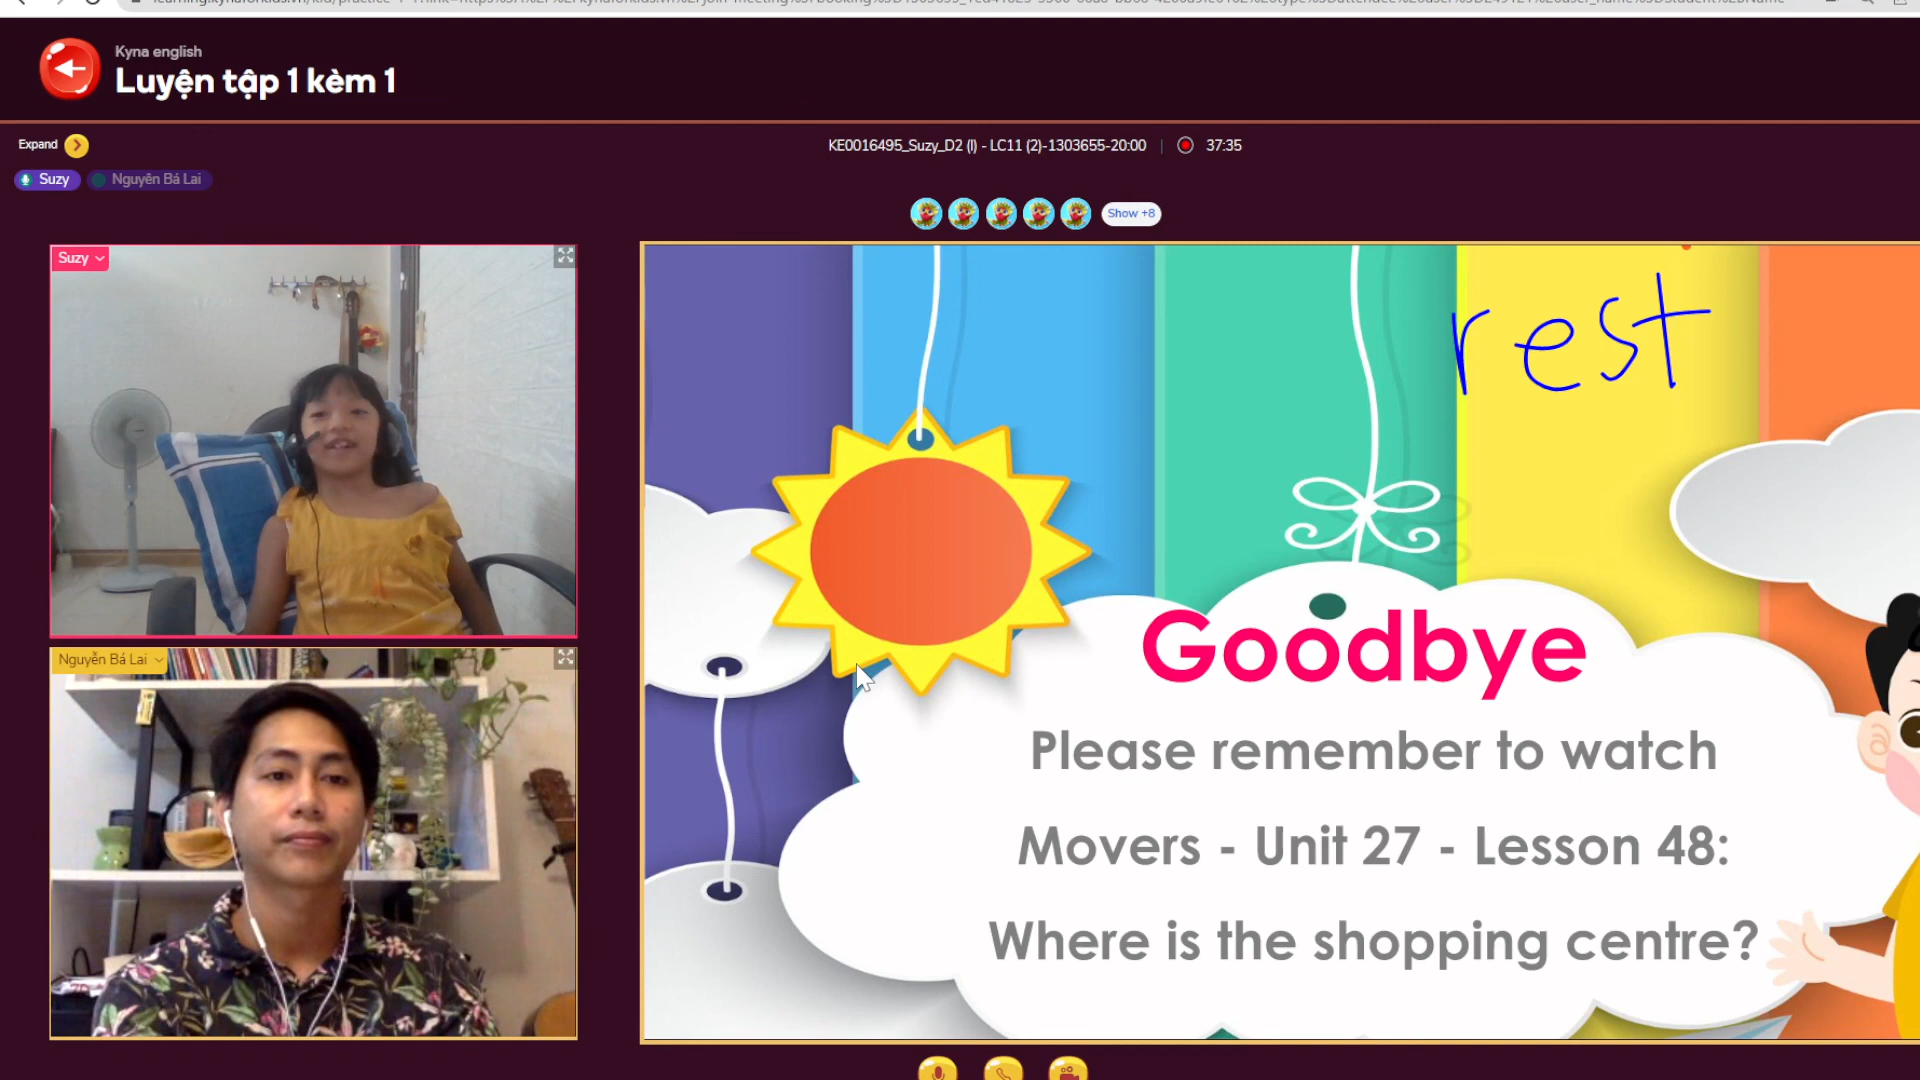 Kyna english
Luyện tập 1 kèm 1
Expand
KE0016495_Suzy_D2 (I) - LC11 (2)-1303655-20:00 | 37:35
Suzy Nguyễn Bá Lai
Show +8
Suzy
Nguyễn Bá Lai
rest
Goodbye
Please remember to watch
Movers - Unit 27 - Lesson 48:
Where is the shopping centre?